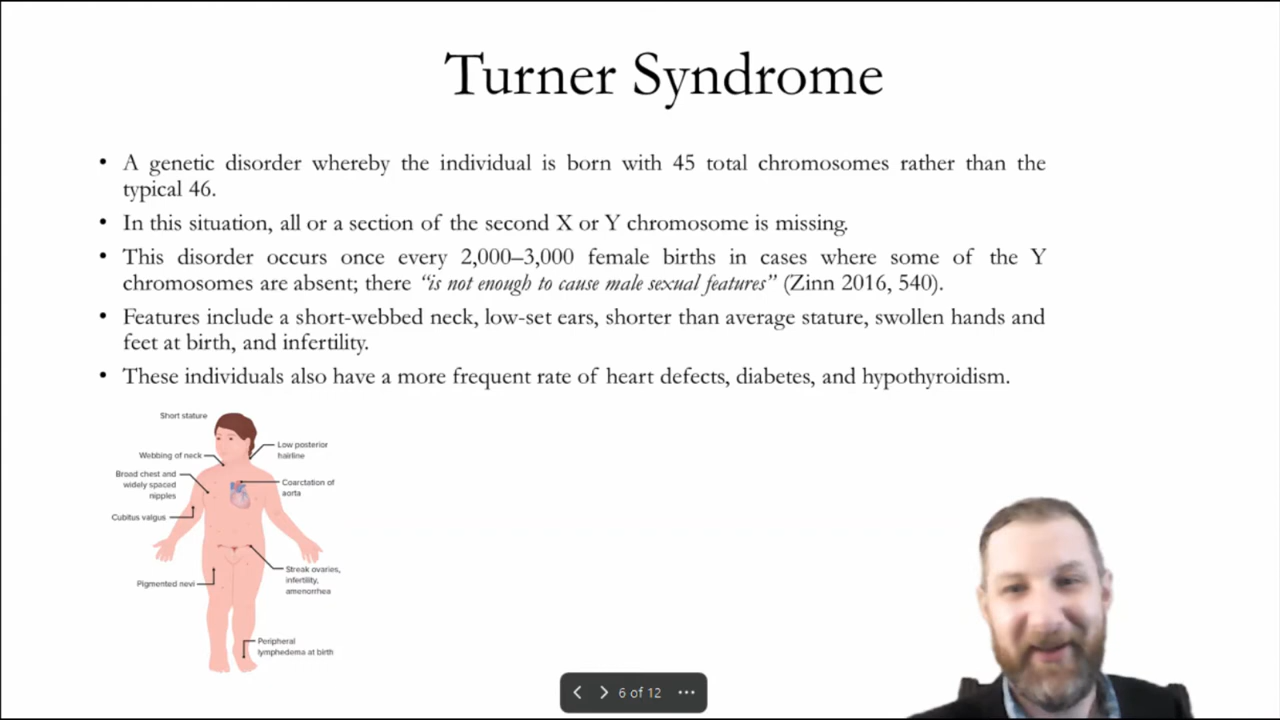 Turner Syndrome
• A genetic disorder whereby the individual is born with 45 total chromosomes rather than the
typical 46.
• In this situation, all or a section of the second X or Y chromosome is missing.
• This disorder occurs once every 2,000–3,000 female births in cases where some of the Y
chromosomes are absent; there “is not enough to cause male sexual features” (Zinn 2016, 540).
• Features include a short-webbed neck, low-set ears, shorter than average stature, swollen hands and
feet at birth, and infertility.
• These individuals also have a more frequent rate of heart defects, diabetes, and hypothyroidism.
Short stature
Webbing of neck
Broad chest and
widely spaced
nipples
Cubitus valgus
Pigmented nevi
Low posterior
hairline
Coarctation of
aorta
Streak ovaries,
infertility,
amenorrhea
Peripheral
lymphedema at birth
6 of 12